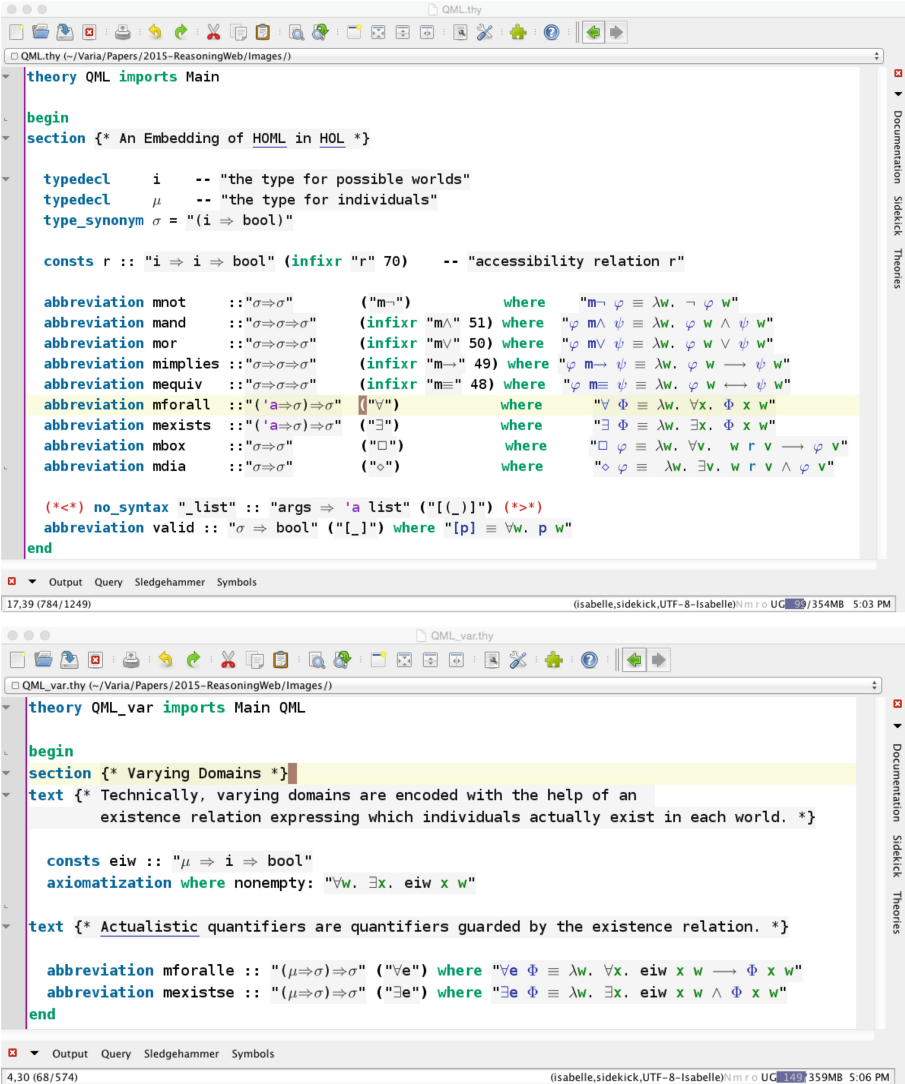 QML.thy
QML.thy (~/Varia/Papers/2015-ReasoningWeb/Images/)
theory QML imports Main
begin
section {* An Embedding of HOML in HOL *}
typedecl i -- "the type for possible worlds"
typedecl μ -- "the type for individuals"
type_synonym σ = "(i ⇒ bool)"
consts r :: "i ⇒ i ⇒ bool" (infixr "r" 70) -- "accessibility relation r"
abbreviation mnot ::"σ⇒σ" ("m¬") where "m¬ φ ≡ λw. ¬ φ w"
abbreviation mand ::"σ⇒σ⇒σ" (infixr "m∧" 51) where "φ m∧ ψ ≡ λw. φ w ∧ ψ w"
abbreviation mor ::"σ⇒σ⇒σ" (infixr "m∨" 50) where "φ m∨ ψ ≡ λw. φ w ∨ ψ w"
abbreviation mimplies ::"σ⇒σ⇒σ" (infixr "m→" 49) where "φ m→ ψ ≡ λw. φ w ⟶ ψ w"
abbreviation mequiv ::"σ⇒σ⇒σ" (infixr "m≡" 48) where "φ m≡ ψ ≡ λw. φ w ⟷ ψ w"
abbreviation mforall ::"('a⇒σ)⇒σ" ("∀") where "∀ Φ ≡ λw. ∀x. Φ x w"
abbreviation mexists ::"('a⇒σ)⇒σ" ("∃") where "∃ Φ ≡ λw. ∃x. Φ x w"
abbreviation mbox ::"σ⇒σ" ("□") where "□ φ ≡ λw. ∀v. w r v ⟶ φ v"
abbreviation mdia ::"σ⇒σ" ("⋄") where "⋄ φ ≡ λw. ∃v. w r v ∧ φ v"
(*<*) no_syntax "_list" :: "args ⇒ 'a list" ("[(_)]") (*>*)
abbreviation valid :: "σ ⇒ bool" ("[_]") where "[p] ≡ ∀w. p w"
end
Documentation Sidekick Theories
Output Query Sledgehammer Symbols
17,39 (784/1249) (isabelle,sidekick,UTF-8-Isabelle)N m r o UG 99/354MB 5:03 PM
QML_var.thy
QML_var.thy (~/Varia/Papers/2015-ReasoningWeb/Images/)
theory QML_var imports Main QML
begin
section {* Varying Domains *}
text {* Technically, varying domains are encoded with the help of an
existence relation expressing which individuals actually exist in each world. *}
consts eiw :: "μ ⇒ i ⇒ bool"
axiomatization where nonempty: "∀w. ∃x. eiw x w"
text {* Actualistic quantifiers are quantifiers guarded by the existence relation. *}
abbreviation mforalle :: "(μ⇒σ)⇒σ" ("∀e") where "∀e Φ ≡ λw. ∀x. eiw x w ⟶ Φ x w"
abbreviation mexistse :: "(μ⇒σ)⇒σ" ("∃e") where "∃e Φ ≡ λw. ∃x. eiw x w ∧ Φ x w"
end
Documentation Sidekick Theories
Output Query Sledgehammer Symbols
4,30 (68/574) (isabelle,sidekick,UTF-8-Isabelle)N m r o UG 149/359MB 5:06 PM